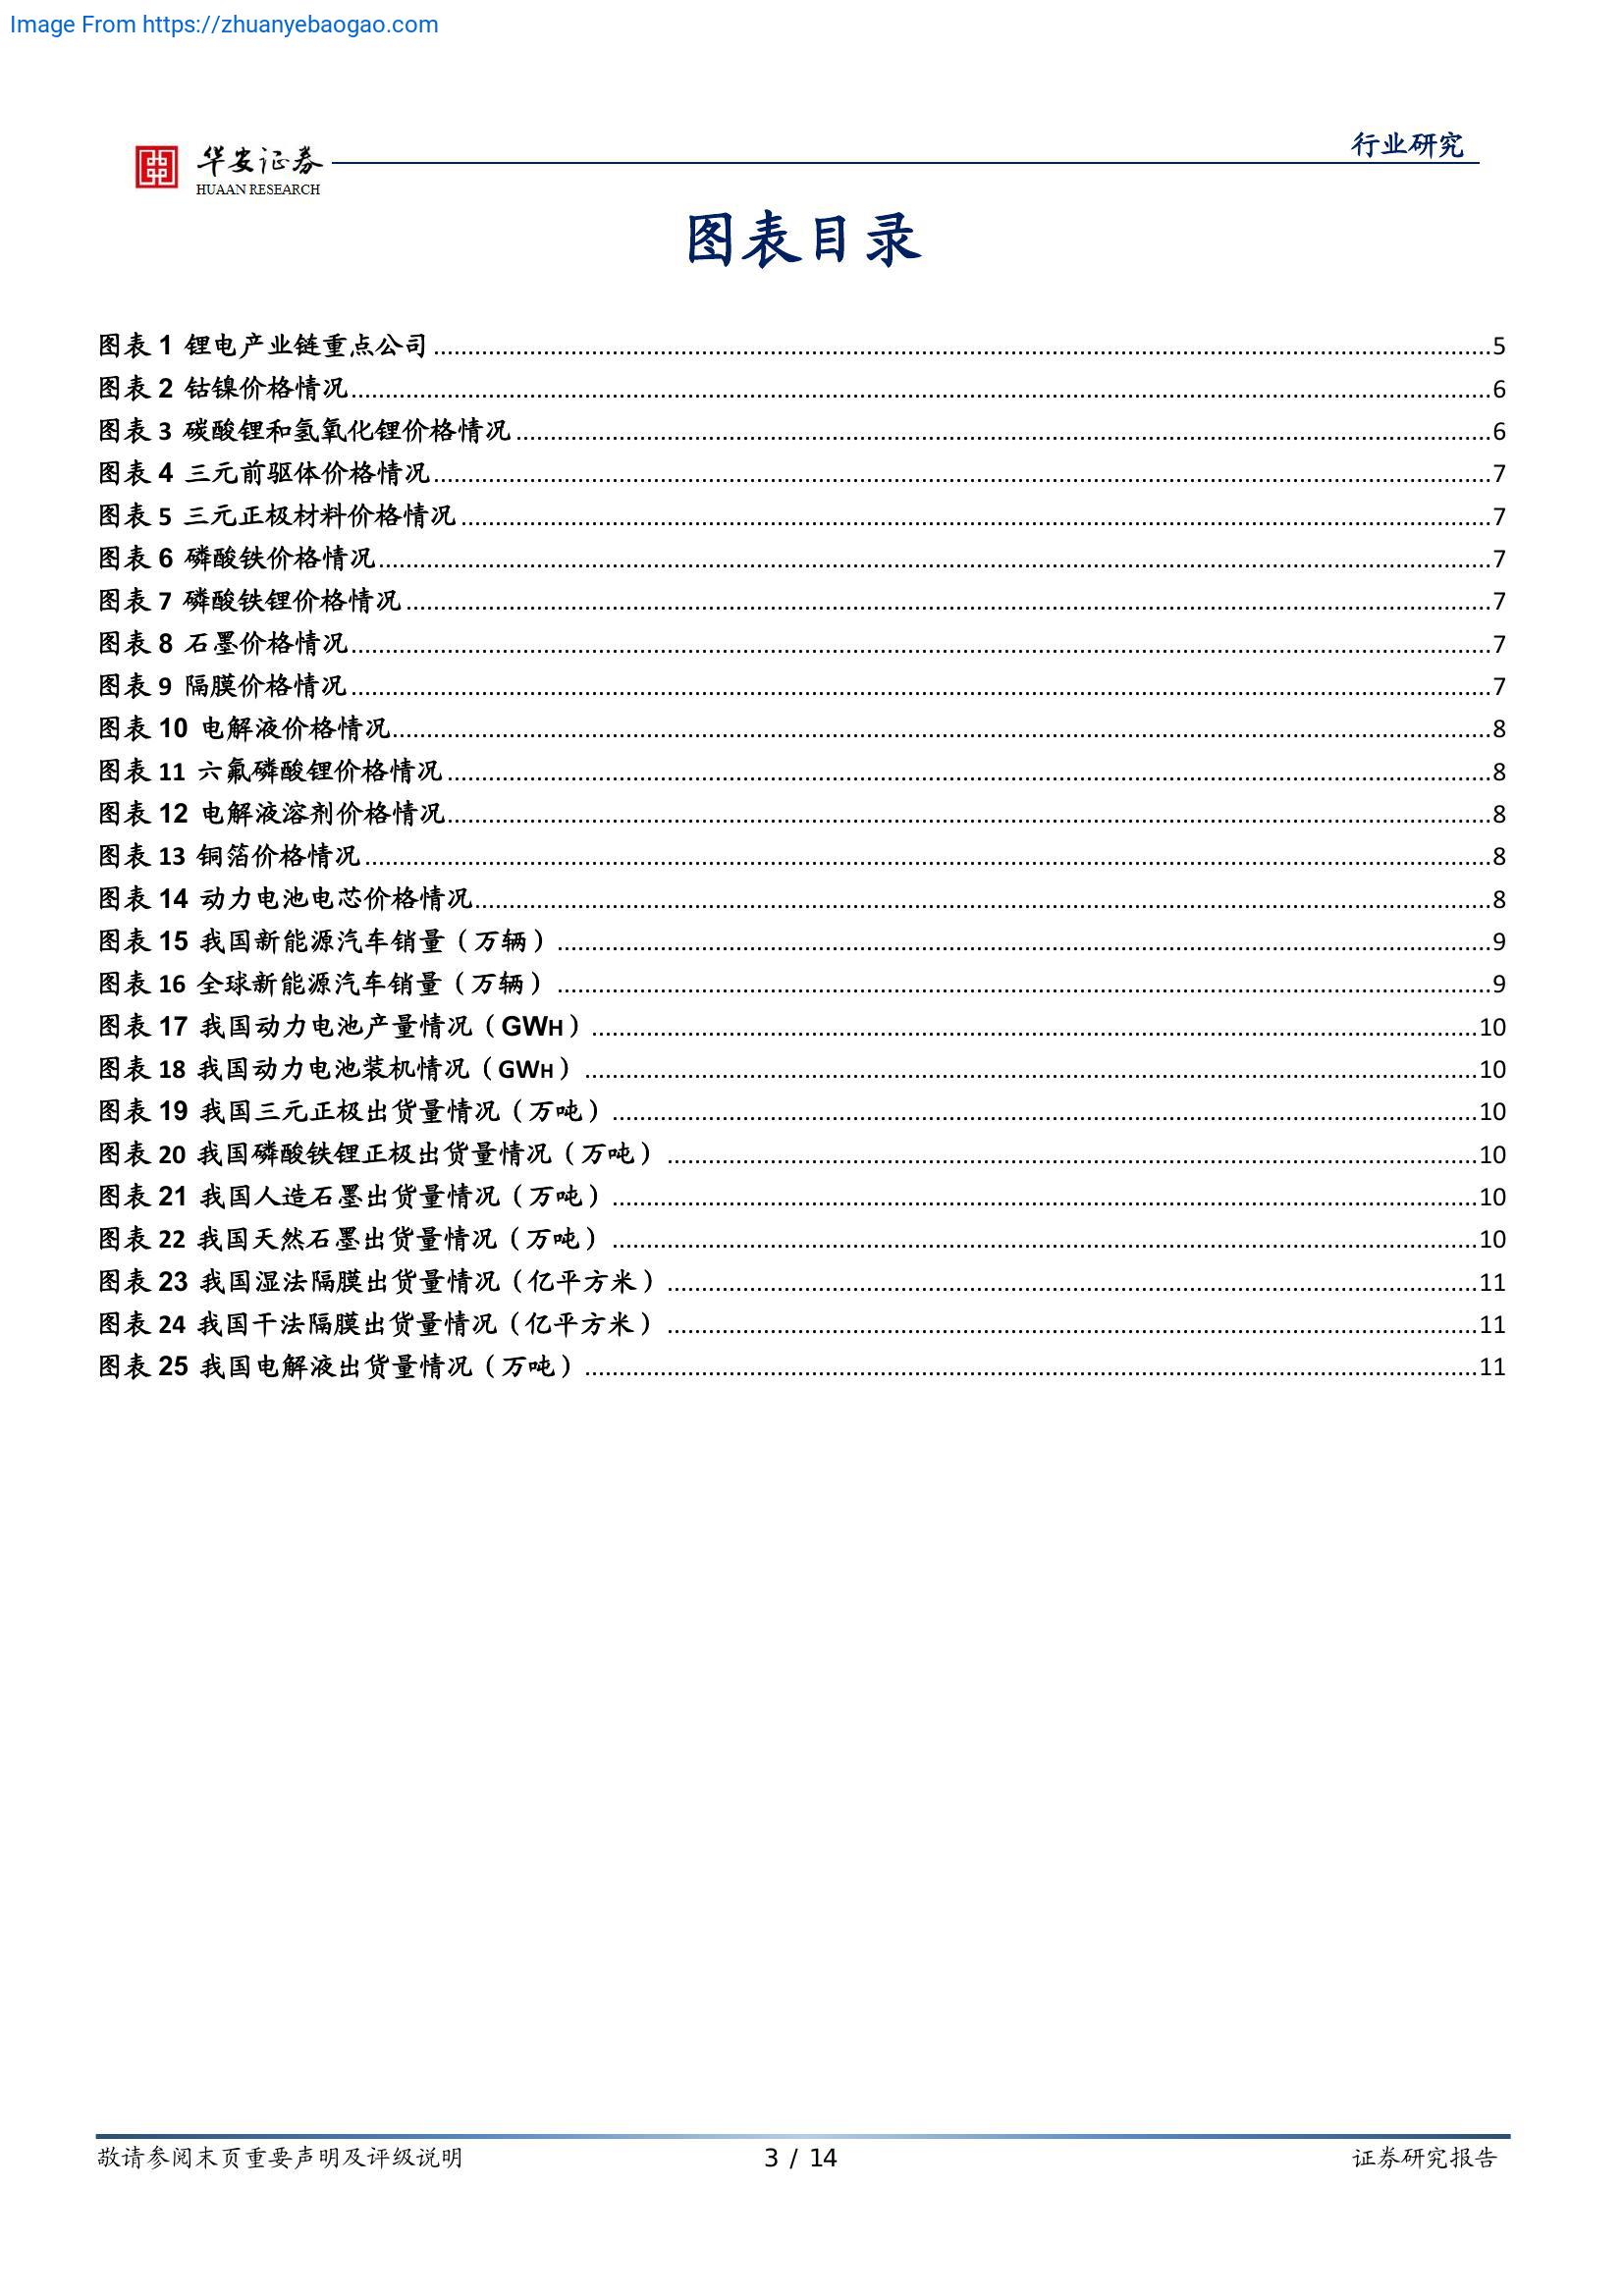 Image From https://zhuanyebaogao.com
华安证券
HUAAN RESEARCH
行业研究
图表目录
图表 1 锂电产业链重点公司 5
图表 2 钴镍价格情况 6
图表 3 碳酸锂和氢氧化锂价格情况 6
图表 4 三元前驱体价格情况 7
图表 5 三元正极材料价格情况 7
图表 6 磷酸铁价格情况 7
图表 7 磷酸铁锂价格情况 7
图表 8 石墨价格情况 7
图表 9 隔膜价格情况 7
图表 10 电解液价格情况 8
图表 11 六氟磷酸锂价格情况 8
图表 12 电解液溶剂价格情况 8
图表 13 铜箔价格情况 8
图表 14 动力电池电芯价格情况 8
图表 15 我国新能源汽车销量（万辆） 9
图表 16 全球新能源汽车销量（万辆） 9
图表 17 我国动力电池产量情况（GWH） 10
图表 18 我国动力电池装机情况（GWH） 10
图表 19 我国三元正极出货量情况（万吨） 10
图表 20 我国磷酸铁锂正极出货量情况（万吨） 10
图表 21 我国人造石墨出货量情况（万吨） 10
图表 22 我国天然石墨出货量情况（万吨） 10
图表 23 我国湿法隔膜出货量情况（亿平方米） 11
图表 24 我国干法隔膜出货量情况（亿平方米） 11
图表 25 我国电解液出货量情况（万吨） 11
敬请参阅末页重要声明及评级说明
3 / 14
证券研究报告